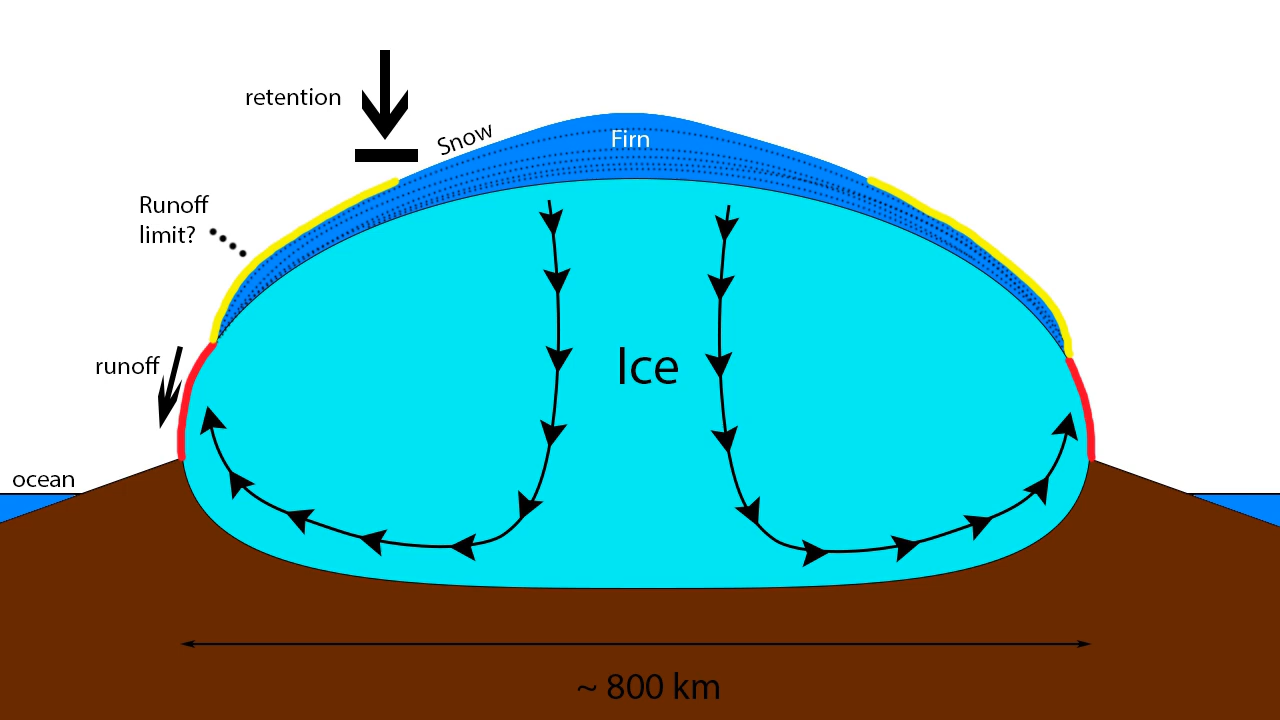 retention
Snow
Firn
Runoff
limit?
runoff
Ice
ocean
~ 800 km